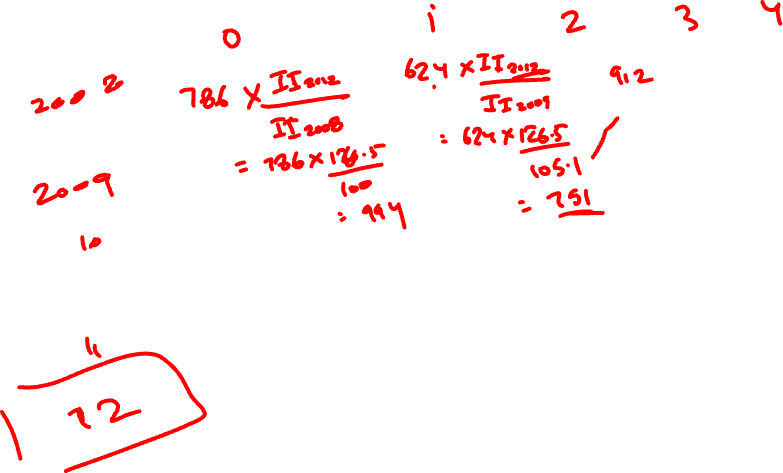 0 1 2 3 4
2008 786 × II2012 624 × II2012 912
II2008 II2009
= 786 × 126.5 = 624 × 126.5
100 105.1
2009 = 994 = 751
10
11
12